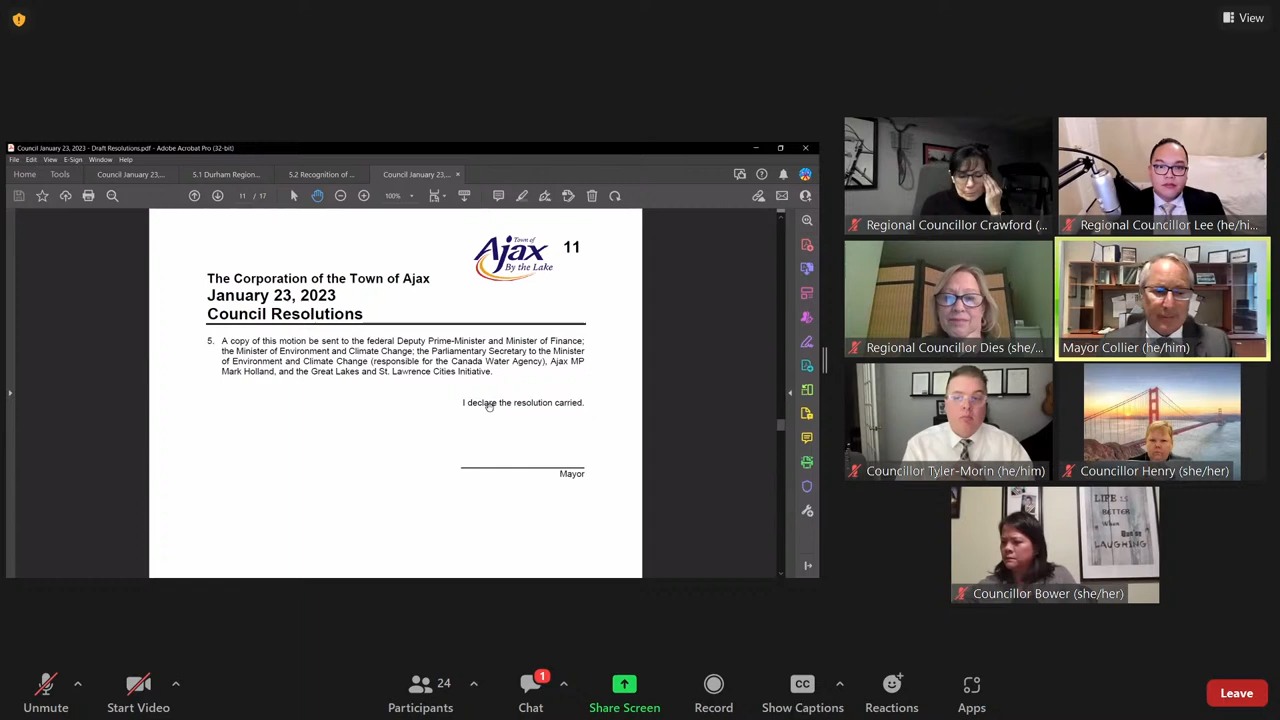 View
Council January 23, 2023 - Draft Resolutions.pdf - Adobe Acrobat Pro (32-bit)
File Edit View E-Sign Window Help
Home Tools Council January 23,... 5.1 Durham Region... 5.2 Recognition of ... Council January 23,... ×
11 / 17 100%
Town of
Ajax
By the Lake
11
The Corporation of the Town of Ajax
January 23, 2023
Council Resolutions
5. A copy of this motion be sent to the federal Deputy Prime-Minister and Minister of Finance;
the Minister of Environment and Climate Change; the Parliamentary Secretary to the Minister
of Environment and Climate Change (responsible for the Canada Water Agency), Ajax MP
Mark Holland, and the Great Lakes and St. Lawrence Cities Initiative.
I declare the resolution carried.
Mayor
Regional Councillor Crawford (...
Regional Councillor Lee (he/hi...
Regional Councillor Dies (she/...
Mayor Collier (he/him)
Councillor Tyler-Morin (he/him)
Councillor Henry (she/her)
LIFE IS
BETTER
When
You're
LAUGHING
Councillor Bower (she/her)
Unmute
Start Video
Participants 24
Chat 1
Share Screen
Record
CC
Show Captions
Reactions
Apps
Leave